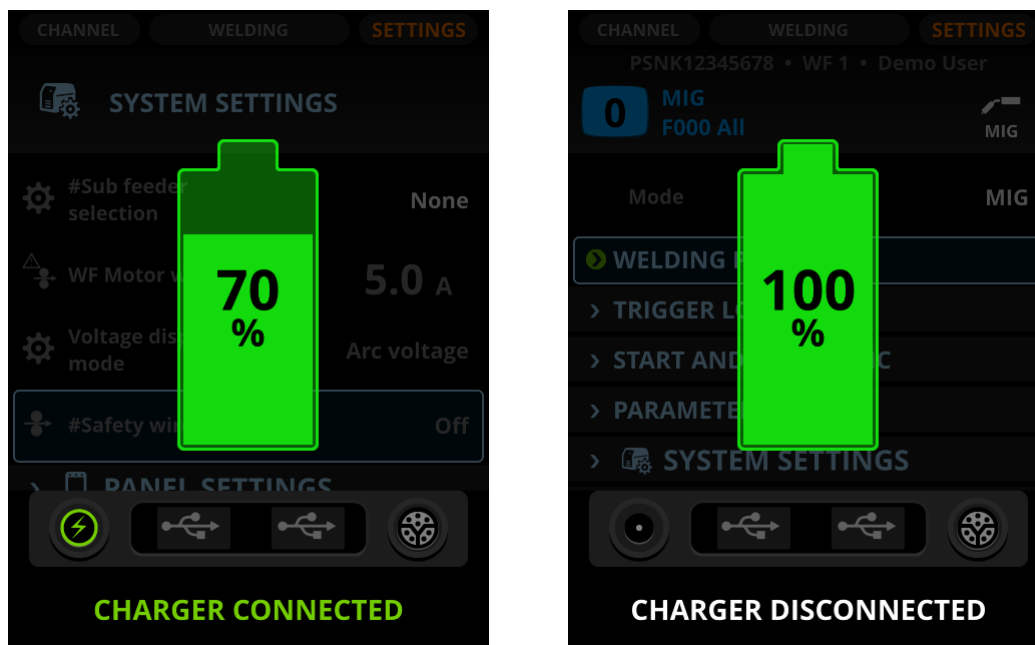 CHANNEL WELDING SETTINGS
SYSTEM SETTINGS
#Sub feeder
selection
None
WF Motor
5.0 A
Voltage
mode
Arc voltage
#Safety
Off
PANEL SETTINGS
70
%
CHARGER CONNECTED
CHANNEL WELDING SETTINGS
PSNK12345678 • WF 1 • Demo User
0
MIG
F000 All
MIG
Mode MIG
WELDING
TRIGGER
START AND
PARAMETE
SYSTEM SETTINGS
100
%
CHARGER DISCONNECTED